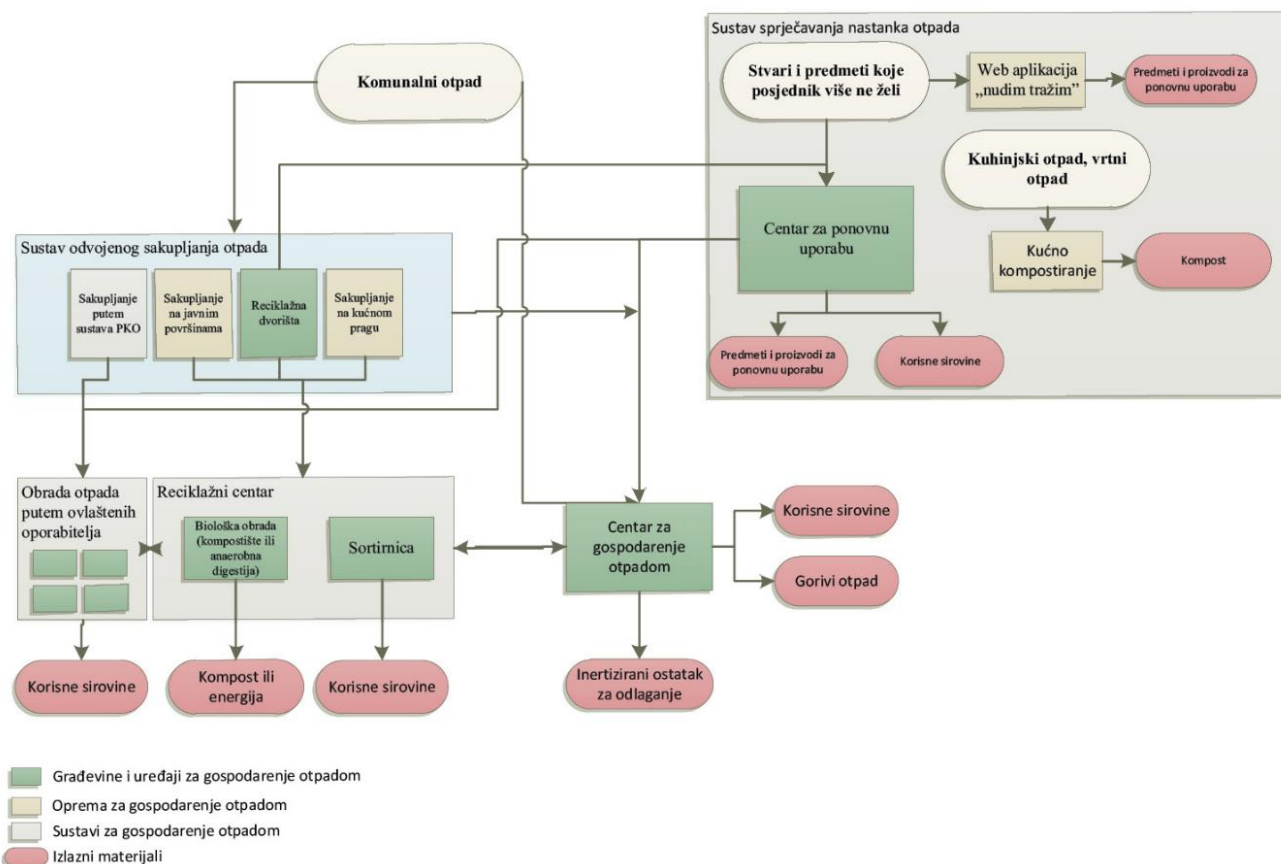 Sustav sprječavanja nastanka otpada
Komunalni otpad
Stvari i predmeti koje
posjednik više ne želi
Web aplikacija
„nudim tražim”
Predmeti i proizvodi za
ponovnu uporabu
Kuhinjski otpad, vrtni
otpad
Centar za ponovnu
uporabu
Kućno
kompostiranje
Kompost
Predmeti i proizvodi za
ponovnu uporabu
Korisne sirovine
Sustav odvojenog sakupljanja otpada
Sakupljanje
putem
sustava PKO
Sakupljanje
na javnim
površinama
Reciklažna
dvorišta
Sakupljanje
na kućnom
pragu
Obrada otpada
putem ovlaštenih
oporabitelja
Reciklažni centar
Biološka obrada
(kompostište ili
anaerobna
digestija)
Sortirnica
Centar za
gospodarenje
otpadom
Korisne sirovine
Gorivi otpad
Korisne sirovine
Kompost ili
energija
Korisne sirovine
Inertizirani ostatak
za odlaganje
Građevine i uređaji za gospodarenje otpadom
Oprema za gospodarenje otpadom
Sustavi za gospodarenje otpadom
Izlazni materijali